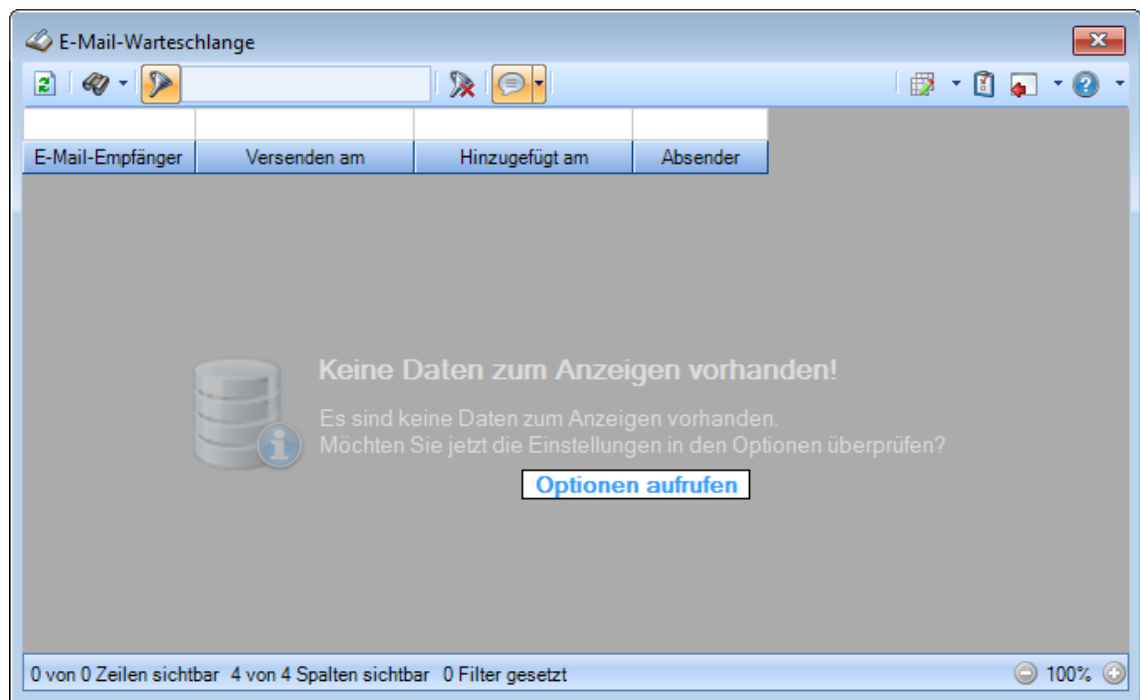 E-Mail-Warteschlange
E-Mail-Empfänger Versenden am Hinzugefügt am Absender
Keine Daten zum Anzeigen vorhanden!
Es sind keine Daten zum Anzeigen vorhanden.
Möchten Sie jetzt die Einstellungen in den Optionen überprüfen?
Optionen aufrufen
0 von 0 Zeilen sichtbar 4 von 4 Spalten sichtbar 0 Filter gesetzt 100%